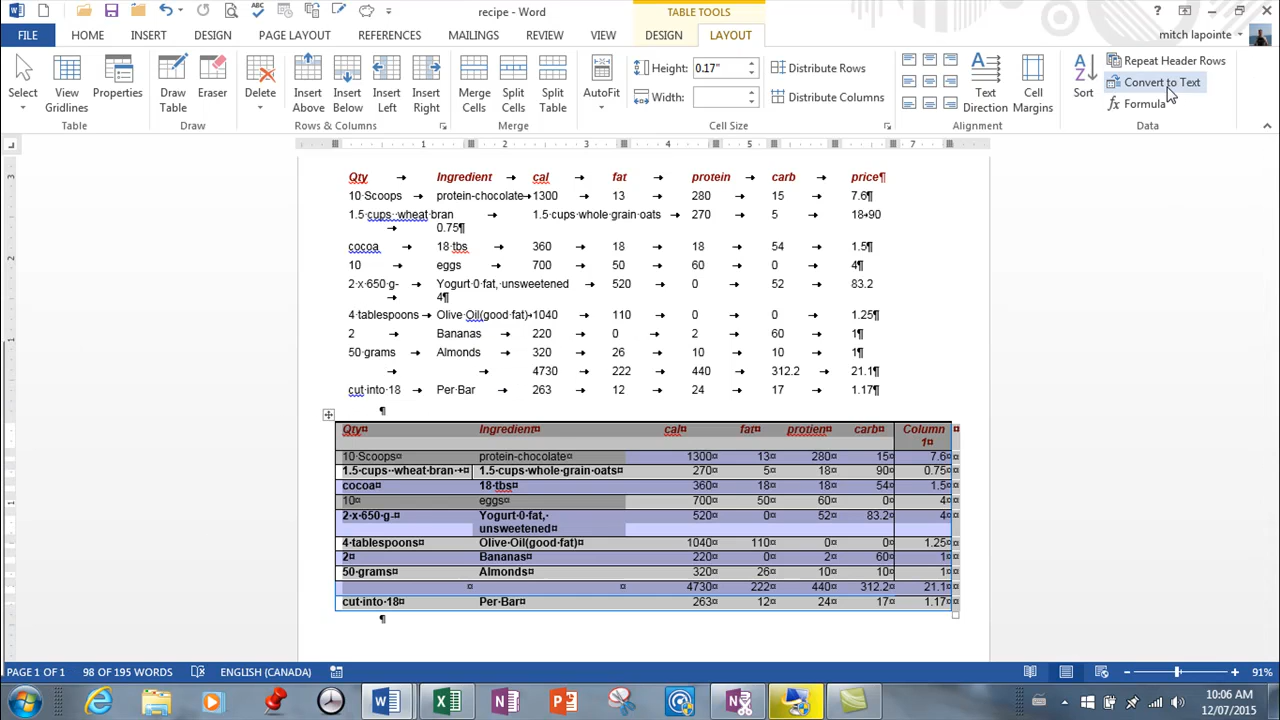 recipe - Word
TABLE TOOLS
?
FILE HOME INSERT DESIGN PAGE LAYOUT REFERENCES MAILINGS REVIEW VIEW DESIGN LAYOUT mitch lapointe
Select View Gridlines Properties Draw Table Eraser Delete Insert Above Insert Below Insert Left Insert Right Merge Cells Split Cells Split Table AutoFit
Height: 0.17" Distribute Rows
Width: Distribute Columns
Text Direction Cell Margins Sort
Repeat Header Rows
Convert to Text
fx Formula
Table Draw Rows & Columns Merge Cell Size Alignment Data
1 2 3 4 5 7
Qty → Ingredient → cal → fat → protein → carb → price¶
10·Scoops → protein-chocolate→ 1300 → 13 → 280 → 15 → 7.6¶
1.5·cups··wheat·bran → 1.5·cups·whole·grain·oats → 270 → 5 → 18→90
→ 0.75¶
cocoa → 18·tbs → 360 → 18 → 18 → 54 → 1.5¶
10 → eggs → 700 → 50 → 60 → 0 → 4¶
2·x·650·g·- Yogurt·0·fat,·unsweetened → 520 → 0 → 52 → 83.2
→ 4¶
4·tablespoons → Olive·Oil(good·fat)→1040 → 110 → 0 → 0 → 1.25¶
2 → Bananas → 220 → 0 → 2 → 60 → 1¶
50·grams → Almonds → 320 → 26 → 10 → 10 → 1¶
→ → 4730 → 222 → 440 → 312.2 → 21.1¶
cut·into·18 → Per·Bar → 263 → 12 → 24 → 17 → 1.17¶
¶
Qty¤ Ingredient¤ cal¤ fat¤ protien¤ carb¤ Column 1¤ ¤
10·Scoops¤ protein-chocolate¤ 1300¤ 13¤ 280¤ 15¤ 7.6¤ ¤
1.5·cups··wheat·bran·+¤ 1.5·cups·whole·grain·oats¤ 270¤ 5¤ 18¤ 90¤ 0.75¤ ¤
cocoa¤ 18·tbs¤ 360¤ 18¤ 18¤ 54¤ 1.5¤ ¤
10¤ eggs¤ 700¤ 50¤ 60¤ 0¤ 4¤ ¤
2·x·650·g·-¤ Yogurt·0·fat,·unsweetened¤ 520¤ 0¤ 52¤ 83.2¤ 4¤ ¤
4·tablespoons¤ Olive·Oil(good·fat)¤ 1040¤ 110¤ 0¤ 0¤ 1.25¤ ¤
2¤ Bananas¤ 220¤ 0¤ 2¤ 60¤ 1¤ ¤
50·grams¤ Almonds¤ 320¤ 26¤ 10¤ 10¤ 1¤ ¤
¤ ¤ 4730¤ 222¤ 440¤ 312.2¤ 21.1¤ ¤
cut·into·18¤ Per·Bar¤ 263¤ 12¤ 24¤ 17¤ 1.17¤ ¤
¶
PAGE 1 OF 1 98 OF 195 WORDS ENGLISH (CANADA) 91%
10:06 AM
12/07/2015